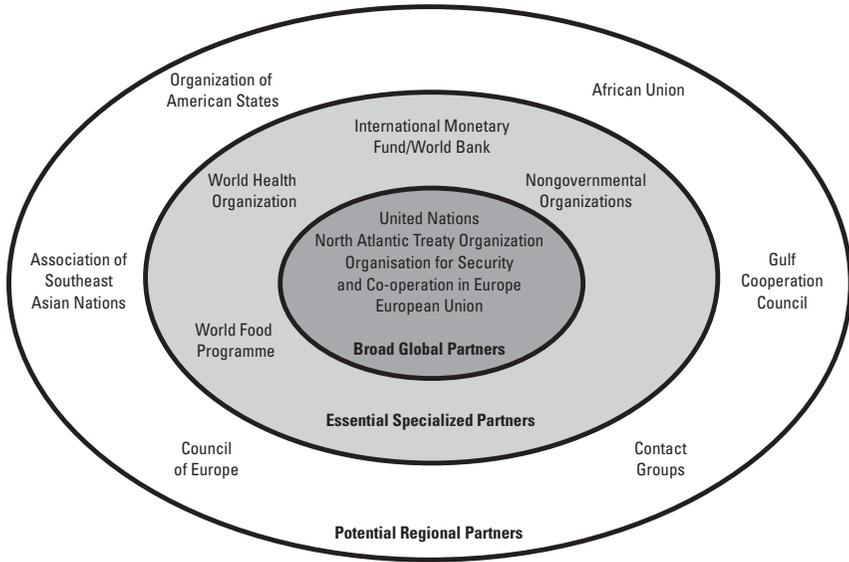 Organization of
American States
African Union
International Monetary
Fund/World Bank
World Health
Organization
Nongovernmental
Organizations
United Nations
North Atlantic Treaty Organization
Organisation for Security
and Co-operation in Europe
European Union
Association of
Southeast
Asian Nations
Gulf
Cooperation
Council
World Food
Programme
Broad Global Partners
Essential Specialized Partners
Council
of Europe
Contact
Groups
Potential Regional Partners